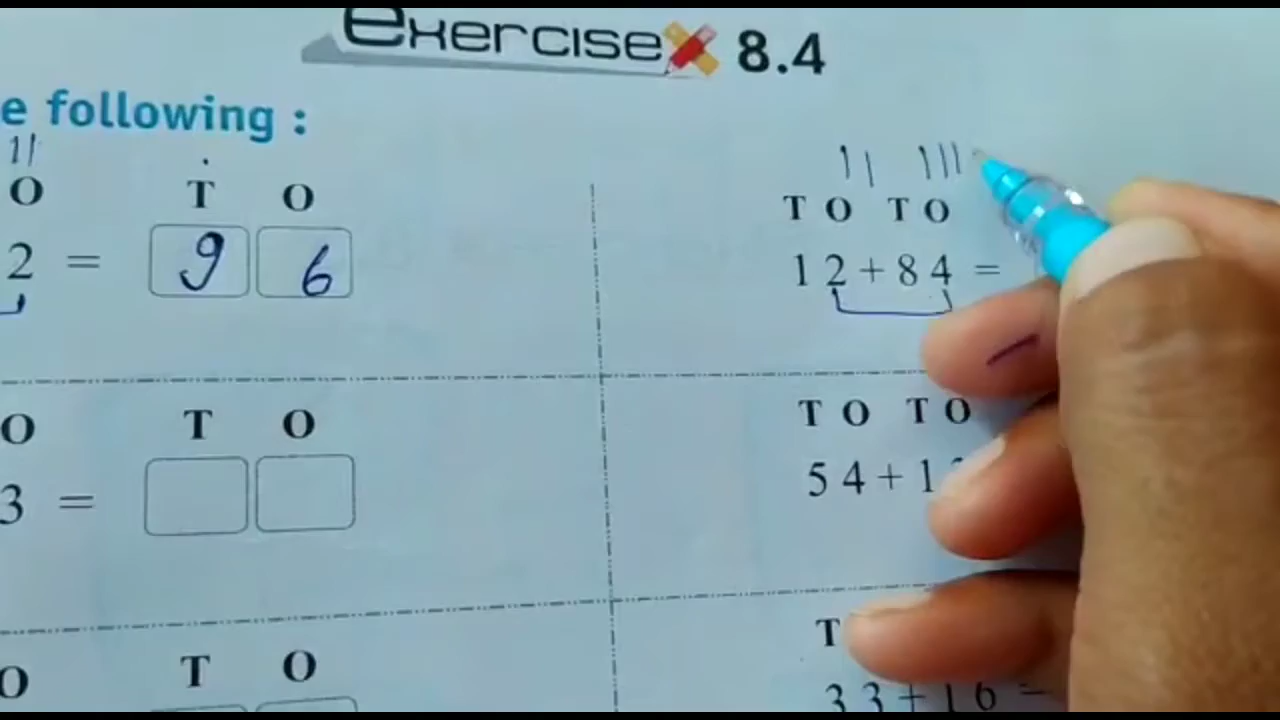 Exercise 8.4
e following :
O T O
2 = 9 6
T O T O
1 2 + 8 4 =
O T O
3 =
T O T O
5 4 + 1
O T O
T
3 3 + 1 6 =